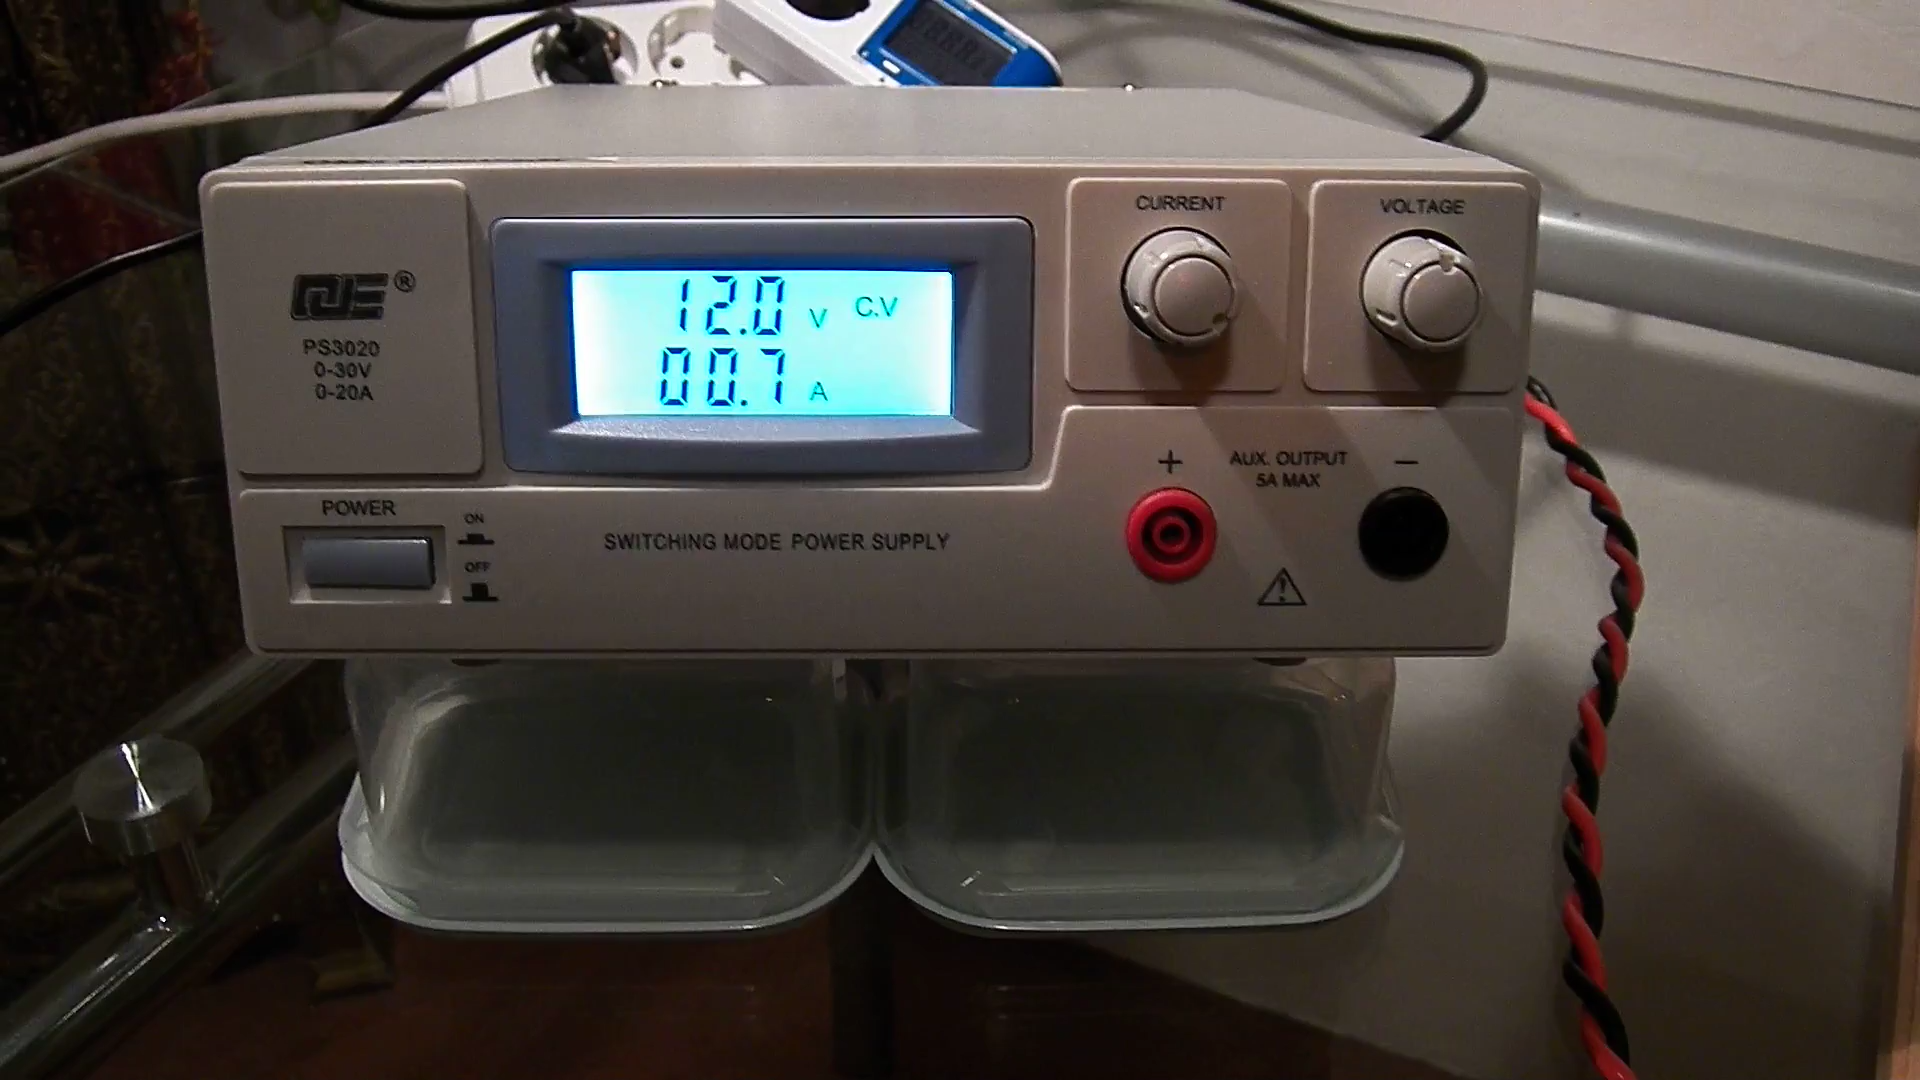 QJE®
PS3020
0-30V
0-20A
12.0 V C.V
00.7 A
CURRENT
VOLTAGE
POWER
ON
OFF
SWITCHING MODE POWER SUPPLY
+ AUX. OUTPUT −
5A MAX